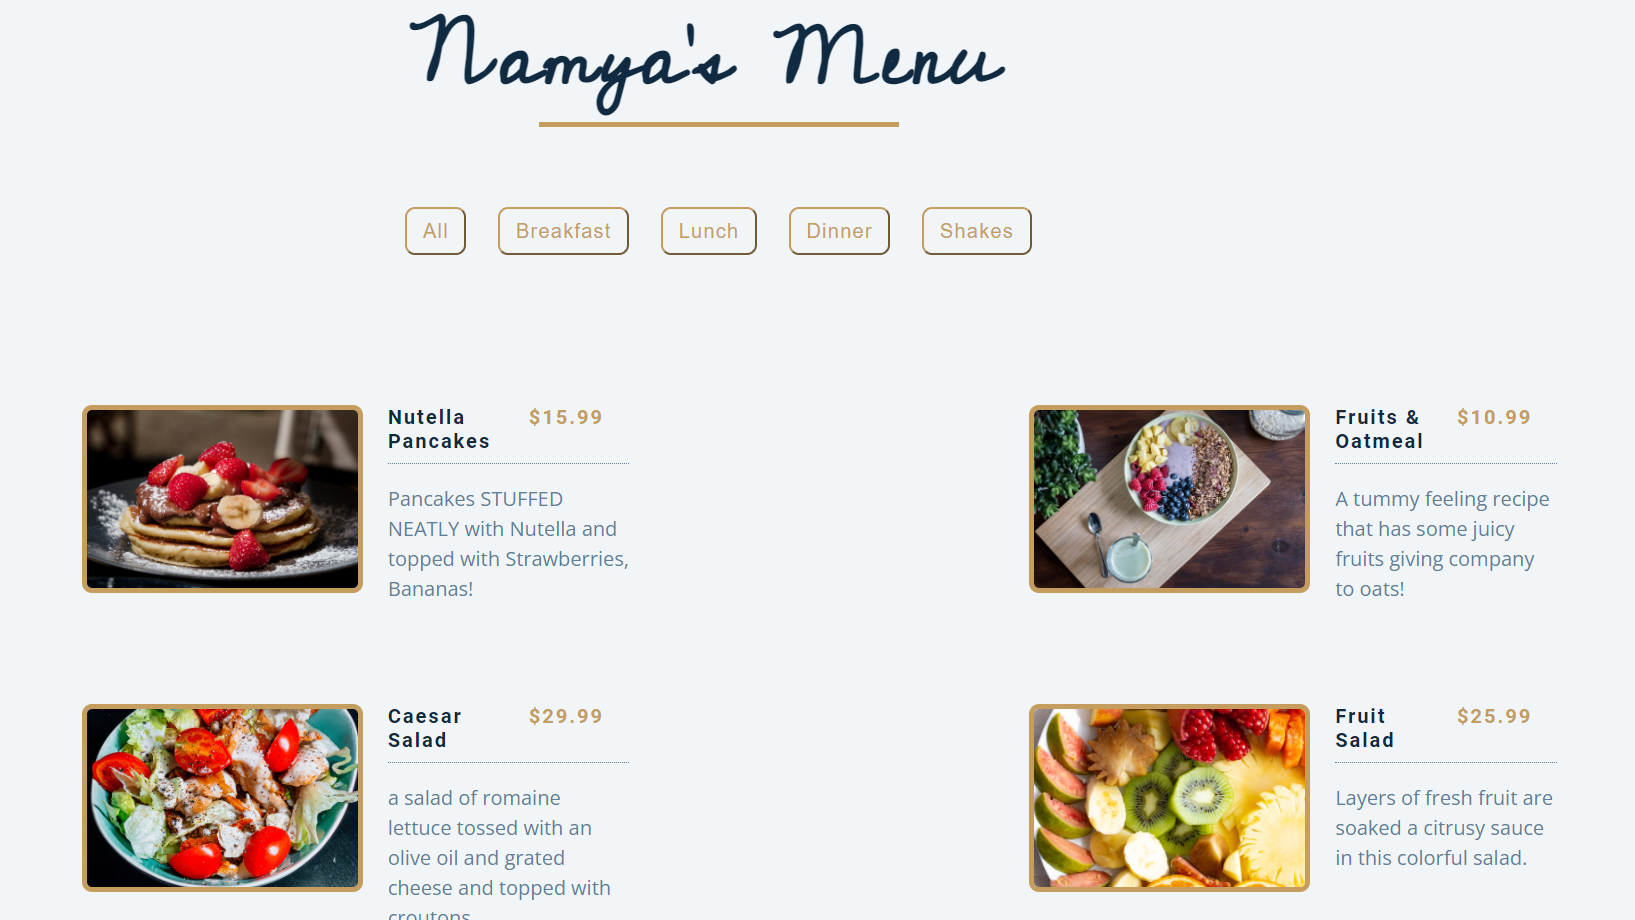 Namya's Menu
All
Breakfast
Lunch
Dinner
Shakes
Nutella
Pancakes
$15.99
Pancakes STUFFED
NEATLY with Nutella and
topped with Strawberries,
Bananas!
Fruits &
Oatmeal
$10.99
A tummy feeling recipe
that has some juicy
fruits giving company
to oats!
Caesar
Salad
$29.99
a salad of romaine
lettuce tossed with an
olive oil and grated
cheese and topped with
croutons
Fruit
Salad
$25.99
Layers of fresh fruit are
soaked a citrusy sauce
in this colorful salad.